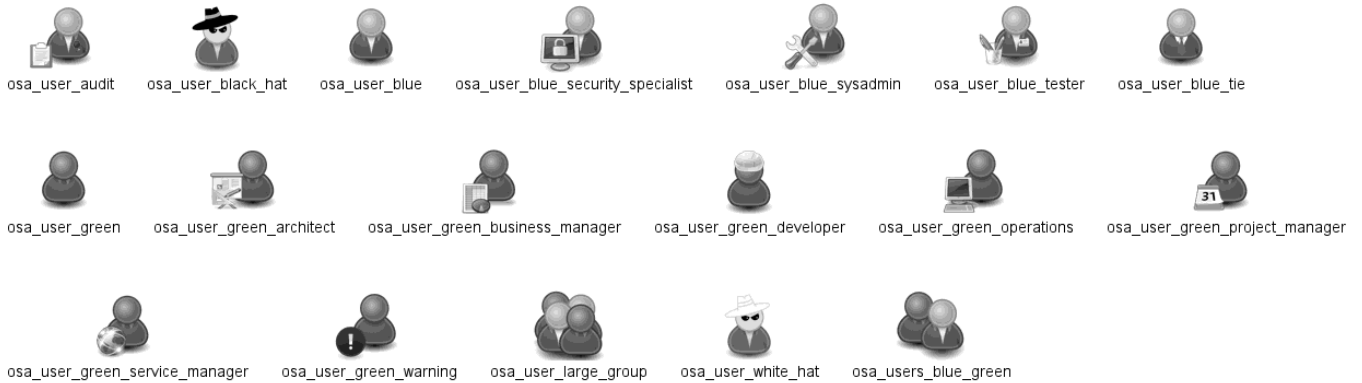 osa_user_audit osa_user_black_hat osa_user_blue osa_user_blue_security_specialist osa_user_blue_sysadmin osa_user_blue_tester osa_user_blue_tie
31
osa_user_green osa_user_green_architect osa_user_green_business_manager osa_user_green_developer osa_user_green_operations osa_user_green_project_manager
!
osa_user_green_service_manager osa_user_green_warning osa_user_large_group osa_user_white_hat osa_users_blue_green